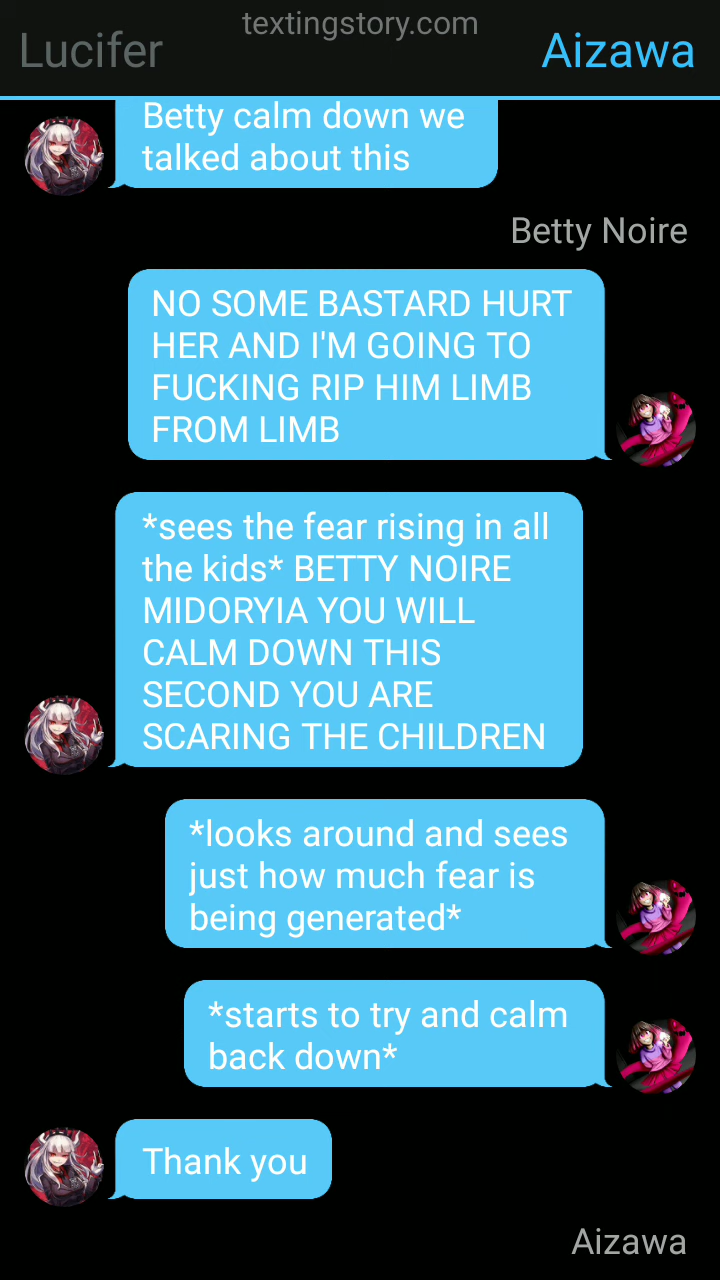 textingstory.com
Lucifer
Aizawa
Betty calm down we
talked about this
Betty Noire
NO SOME BASTARD HURT
HER AND I'M GOING TO
FUCKING RIP HIM LIMB
FROM LIMB
*sees the fear rising in all
the kids* BETTY NOIRE
MIDORYIA YOU WILL
CALM DOWN THIS
SECOND YOU ARE
SCARING THE CHILDREN
*looks around and sees
just how much fear is
being generated*
*starts to try and calm
back down*
Thank you
Aizawa